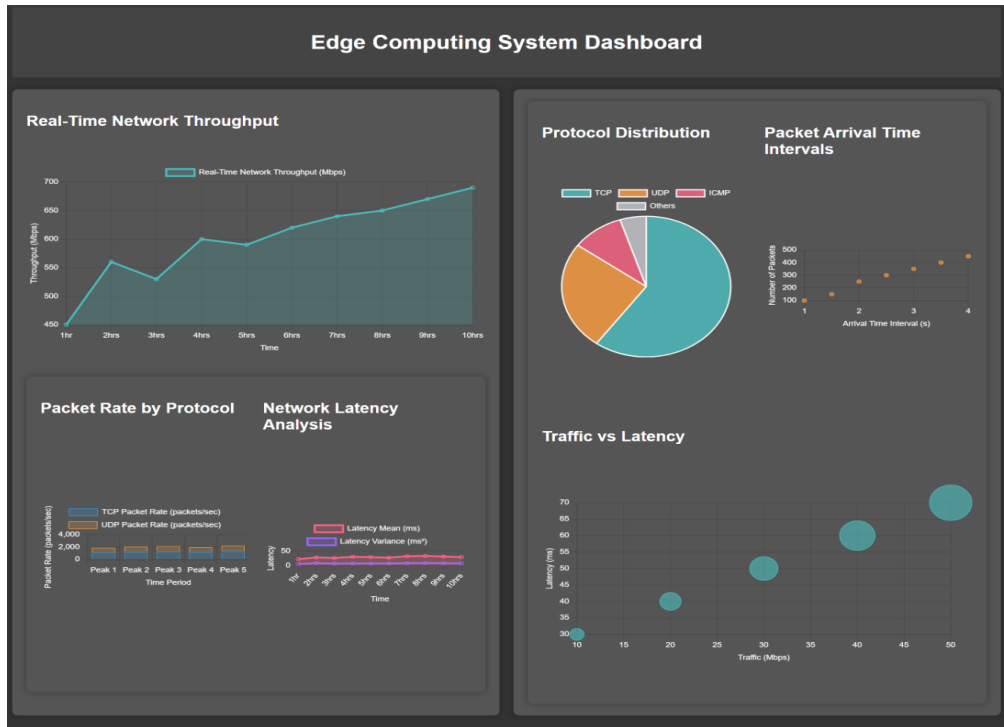 Edge Computing System Dashboard
Real-Time Network Throughput
Real-Time Network Throughput (Mbps)
Throughput (Mbps)
700
650
600
550
500
450
1hr 2hrs 3hrs 4hrs 5hrs 6hrs 7hrs 8hrs 9hrs 10hrs
Time
Packet Rate by Protocol
TCP Packet Rate (packets/sec)
UDP Packet Rate (packets/sec)
Packet Rate (packets/sec)
4,000
2,000
0
Peak 1 Peak 2 Peak 3 Peak 4 Peak 5
Time Period
Network Latency
Analysis
Latency Mean (ms)
Latency Variance (ms²)
Latency
50
0
1hr 2hrs 3hrs 4hrs 5hrs 6hrs 7hrs 8hrs 9hrs 10hrs
Time
Protocol Distribution
TCP UDP ICMP
Others
Packet Arrival Time
Intervals
Number of Packets
500
400
300
200
100
1 2 3 4
Arrival Time Interval (s)
Traffic vs Latency
Latency (ms)
70
65
60
55
50
45
40
35
30
10 15 20 25 30 35 40 45 50
Traffic (Mbps)